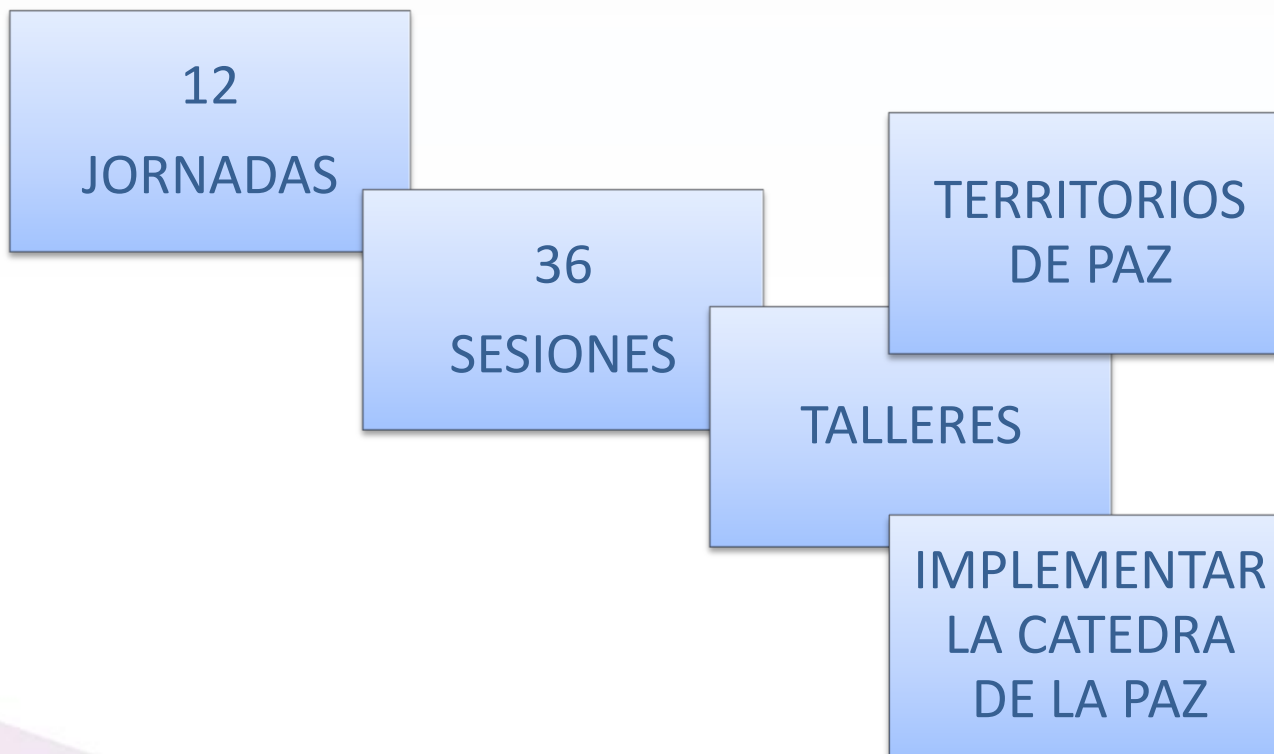 12
JORNADAS
36
SESIONES
TALLERES
TERRITORIOS
DE PAZ
IMPLEMENTAR
LA CATEDRA
DE LA PAZ